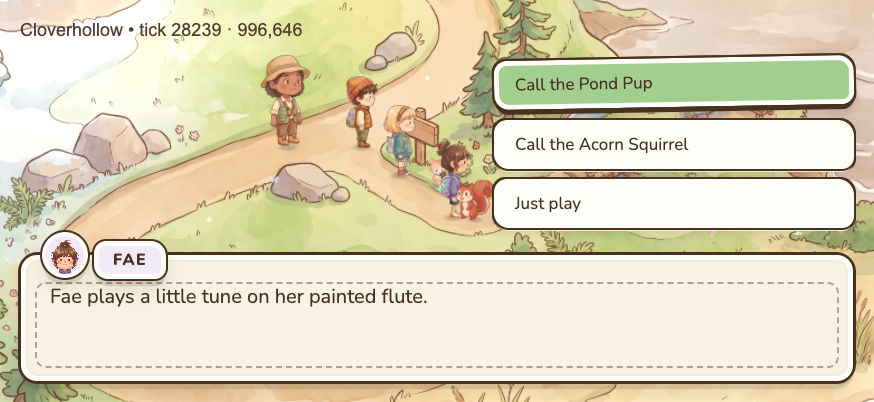 Cloverhollow • tick 28239 · 996,646
Call the Pond Pup
Call the Acorn Squirrel
Just play
FAE
Fae plays a little tune on her painted flute.